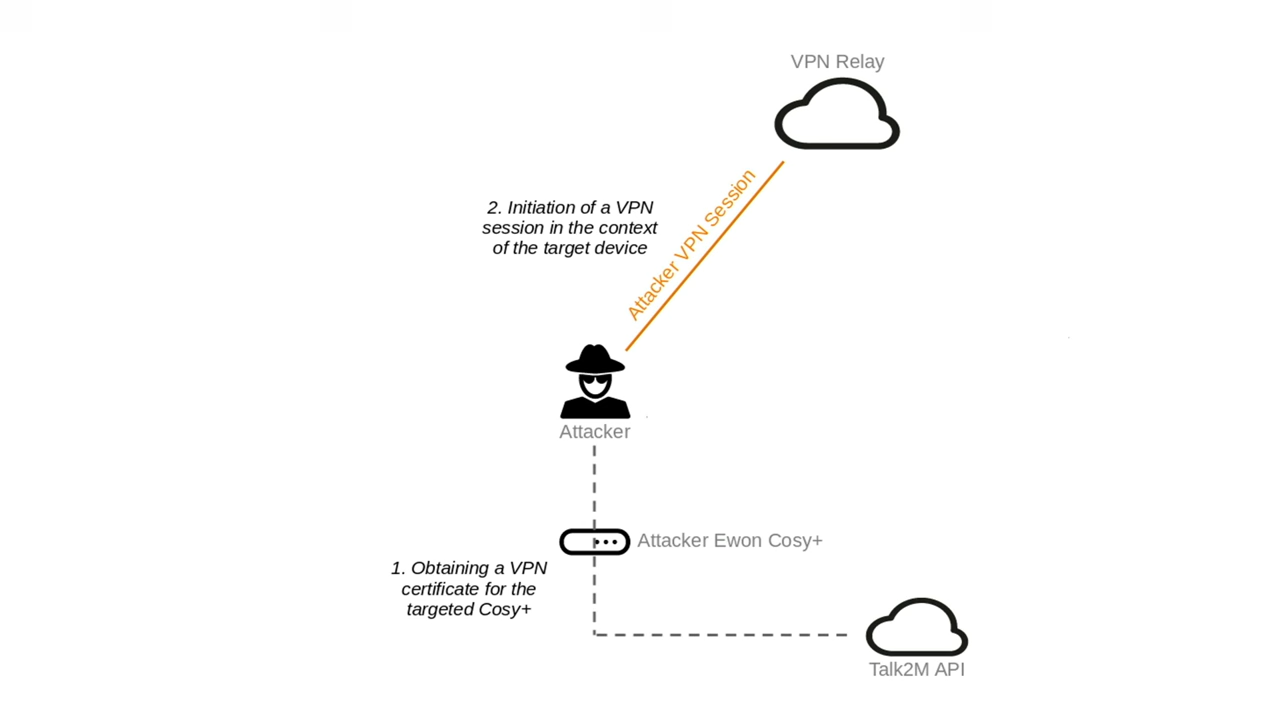 VPN Relay
2. Initiation of a VPN
session in the context
of the target device
Attacker VPN Session
Attacker
Attacker Ewon Cosy+
1. Obtaining a VPN
certificate for the
targeted Cosy+
Talk2M API